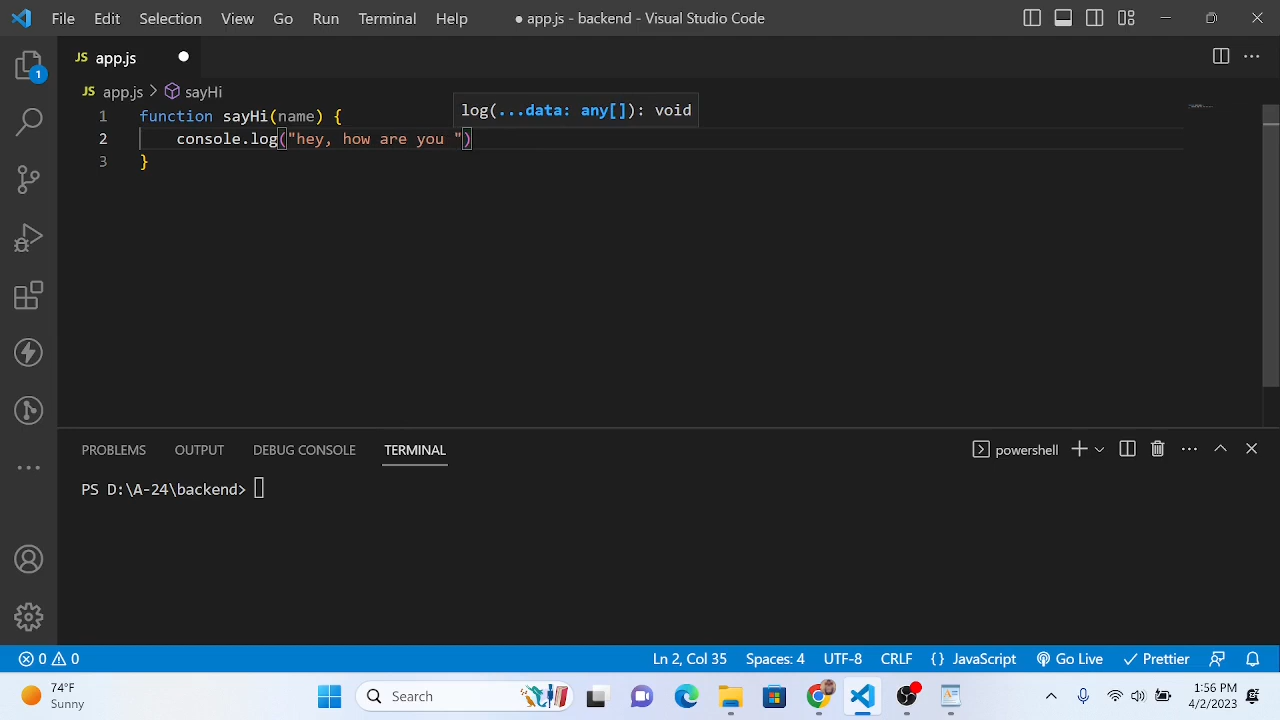 File Edit Selection View Go Run Terminal Help
● app.js - backend - Visual Studio Code
JS app.js
JS app.js > sayHi
log(...data: any[]): void
1 function sayHi(name) {
2 console.log("hey, how are you ")
3 }
1
PROBLEMS OUTPUT DEBUG CONSOLE TERMINAL
powershell
PS D:\A-24\backend>
0 0
Ln 2, Col 35 Spaces: 4 UTF-8 CRLF {} JavaScript Go Live Prettier
74°F
Sunny
Search
1:56 PM
4/2/2023